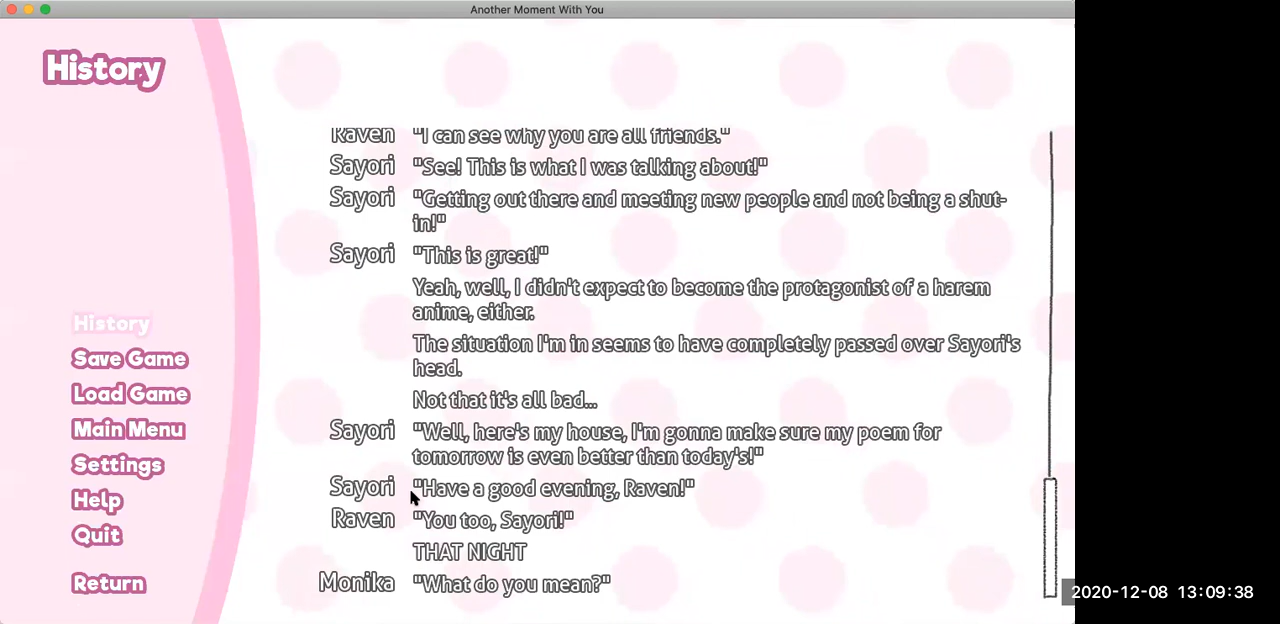 Another Moment With You
History
Raven "I can see why you are all friends."
Sayori "See! This is what I was talking about!"
Sayori "Getting out there and meeting new people and not being a shut-
in!"
Sayori "This is great!"
Yeah, well, I didn't expect to become the protagonist of a harem
anime, either.
The situation I'm in seems to have completely passed over Sayori's
head.
Not that it's all bad...
Sayori "Well, here's my house, I'm gonna make sure my poem for
tomorrow is even better than today's!"
Sayori "Have a good evening, Raven!"
Raven "You too, Sayori!"
THAT NIGHT
Monika "What do you mean?"
History
Save Game
Load Game
Main Menu
Settings
Help
Quit
Return
2020-12-08 13:09:38